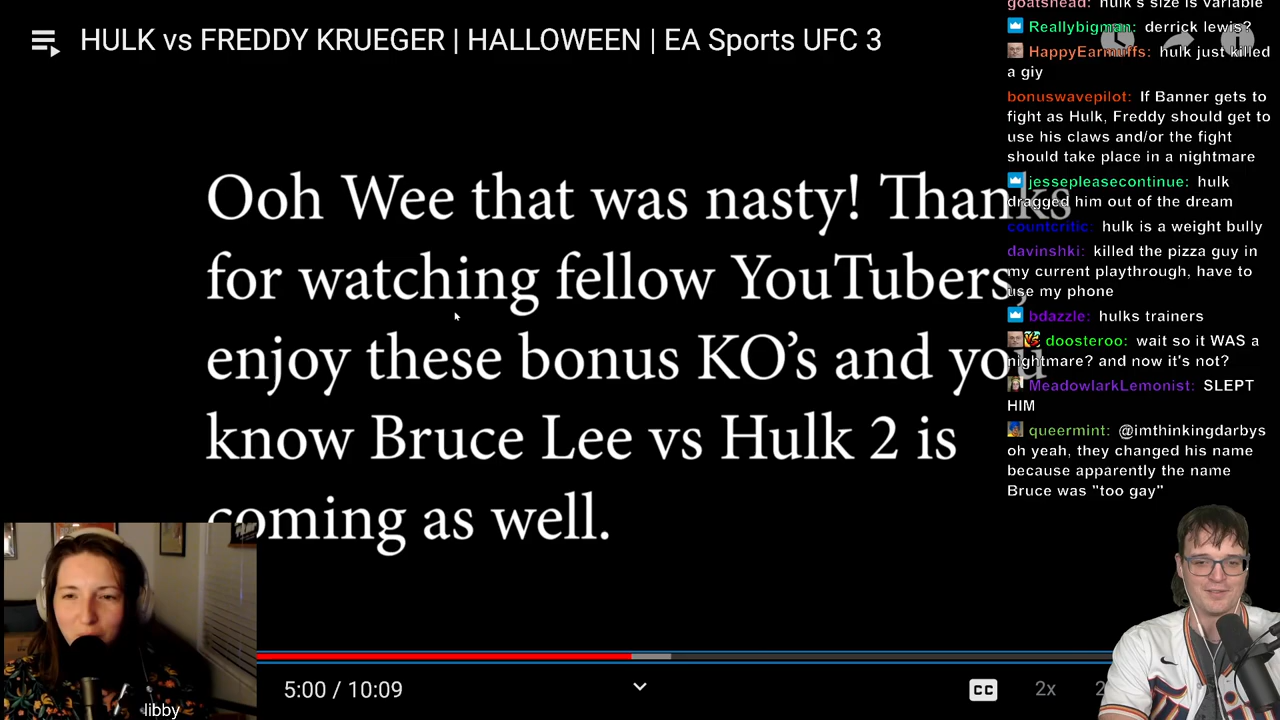 HULK vs FREDDY KRUEGER | HALLOWEEN | EA Sports UFC 3
Ooh Wee that was nasty! Thanks
for watching fellow YouTubers,
enjoy these bonus KO's and you
know Bruce Lee vs Hulk 2 is
coming as well.
goatshead: hulk's size is variable
Reallybigman: derrick lewis?
HappyEarmuffs: hulk just killed
a giy
bonuswavepilot: If Banner gets to
fight as Hulk, Freddy should get to
use his claws and/or the fight
should take place in a nightmare
jessepleasecontinue: hulk
dragged him out of the dream
countcritic: hulk is a weight bully
davinshki: killed the pizza guy in
my current playthrough, have to
use my phone
bdazzle: hulks trainers
doosteroo: wait so it WAS a
nightmare? and now it's not?
MeadowlarkLemonist: SLEPT
HIM
queermint: @imthinkingdarbys
oh yeah, they changed his name
because apparently the name
Bruce was "too gay"
libby
5:00 / 10:09
CC
2x